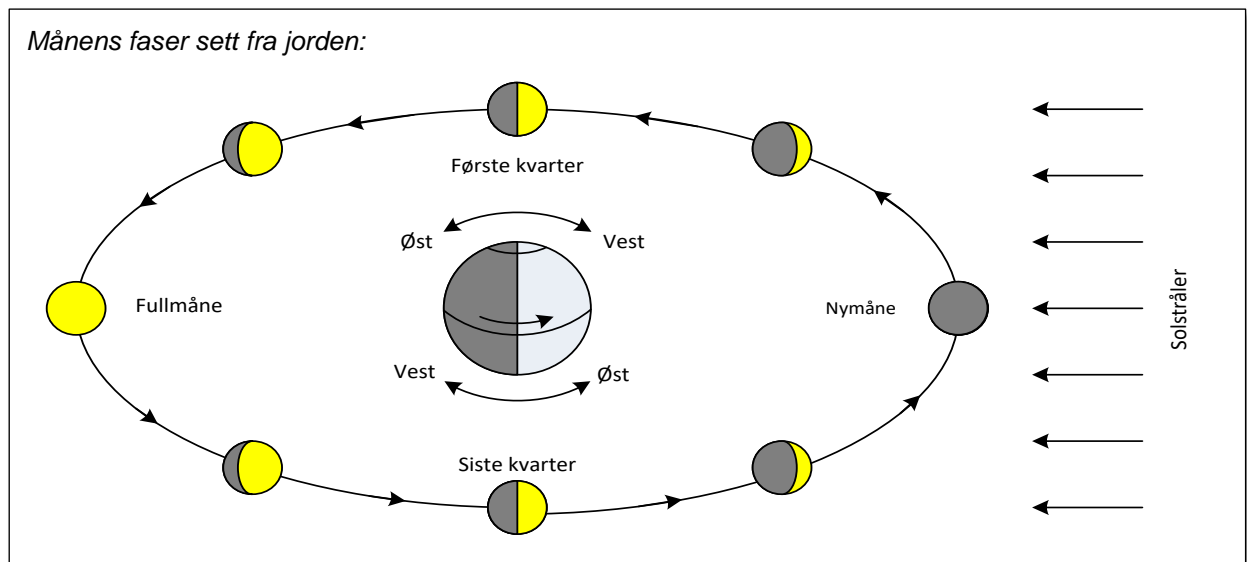 Månens faser sett fra jorden:
Første kvarter
Øst
Vest
Fullmåne
Nymåne
Solstråler
Vest
Øst
Siste kvarter